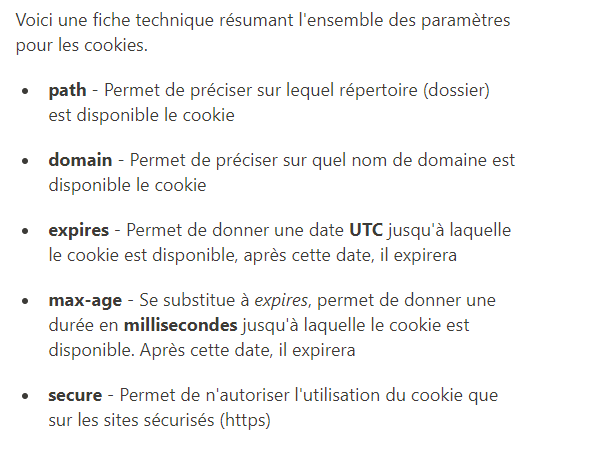 Voici une fiche technique résumant l'ensemble des paramètres
pour les cookies.
• path - Permet de préciser sur lequel répertoire (dossier)
est disponible le cookie
• domain - Permet de préciser sur quel nom de domaine est
disponible le cookie
• expires - Permet de donner une date UTC jusqu'à laquelle
le cookie est disponible, après cette date, il expirera
• max-age - Se substitue à expires, permet de donner une
durée en millisecondes jusqu'à laquelle le cookie est
disponible. Après cette date, il expirera
• secure - Permet de n'autoriser l'utilisation du cookie que
sur les sites sécurisés (https)